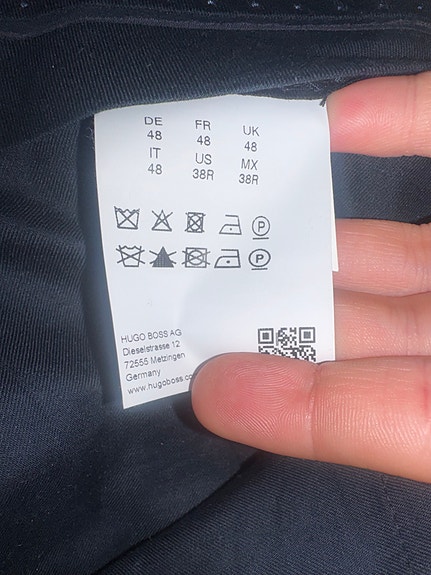 DE FR UK
48 48 48
IT US MX
48 38R 38R
P
P
HUGO BOSS AG
Dieselstrasse 12
72555 Metzingen
Germany
www.hugoboss.co